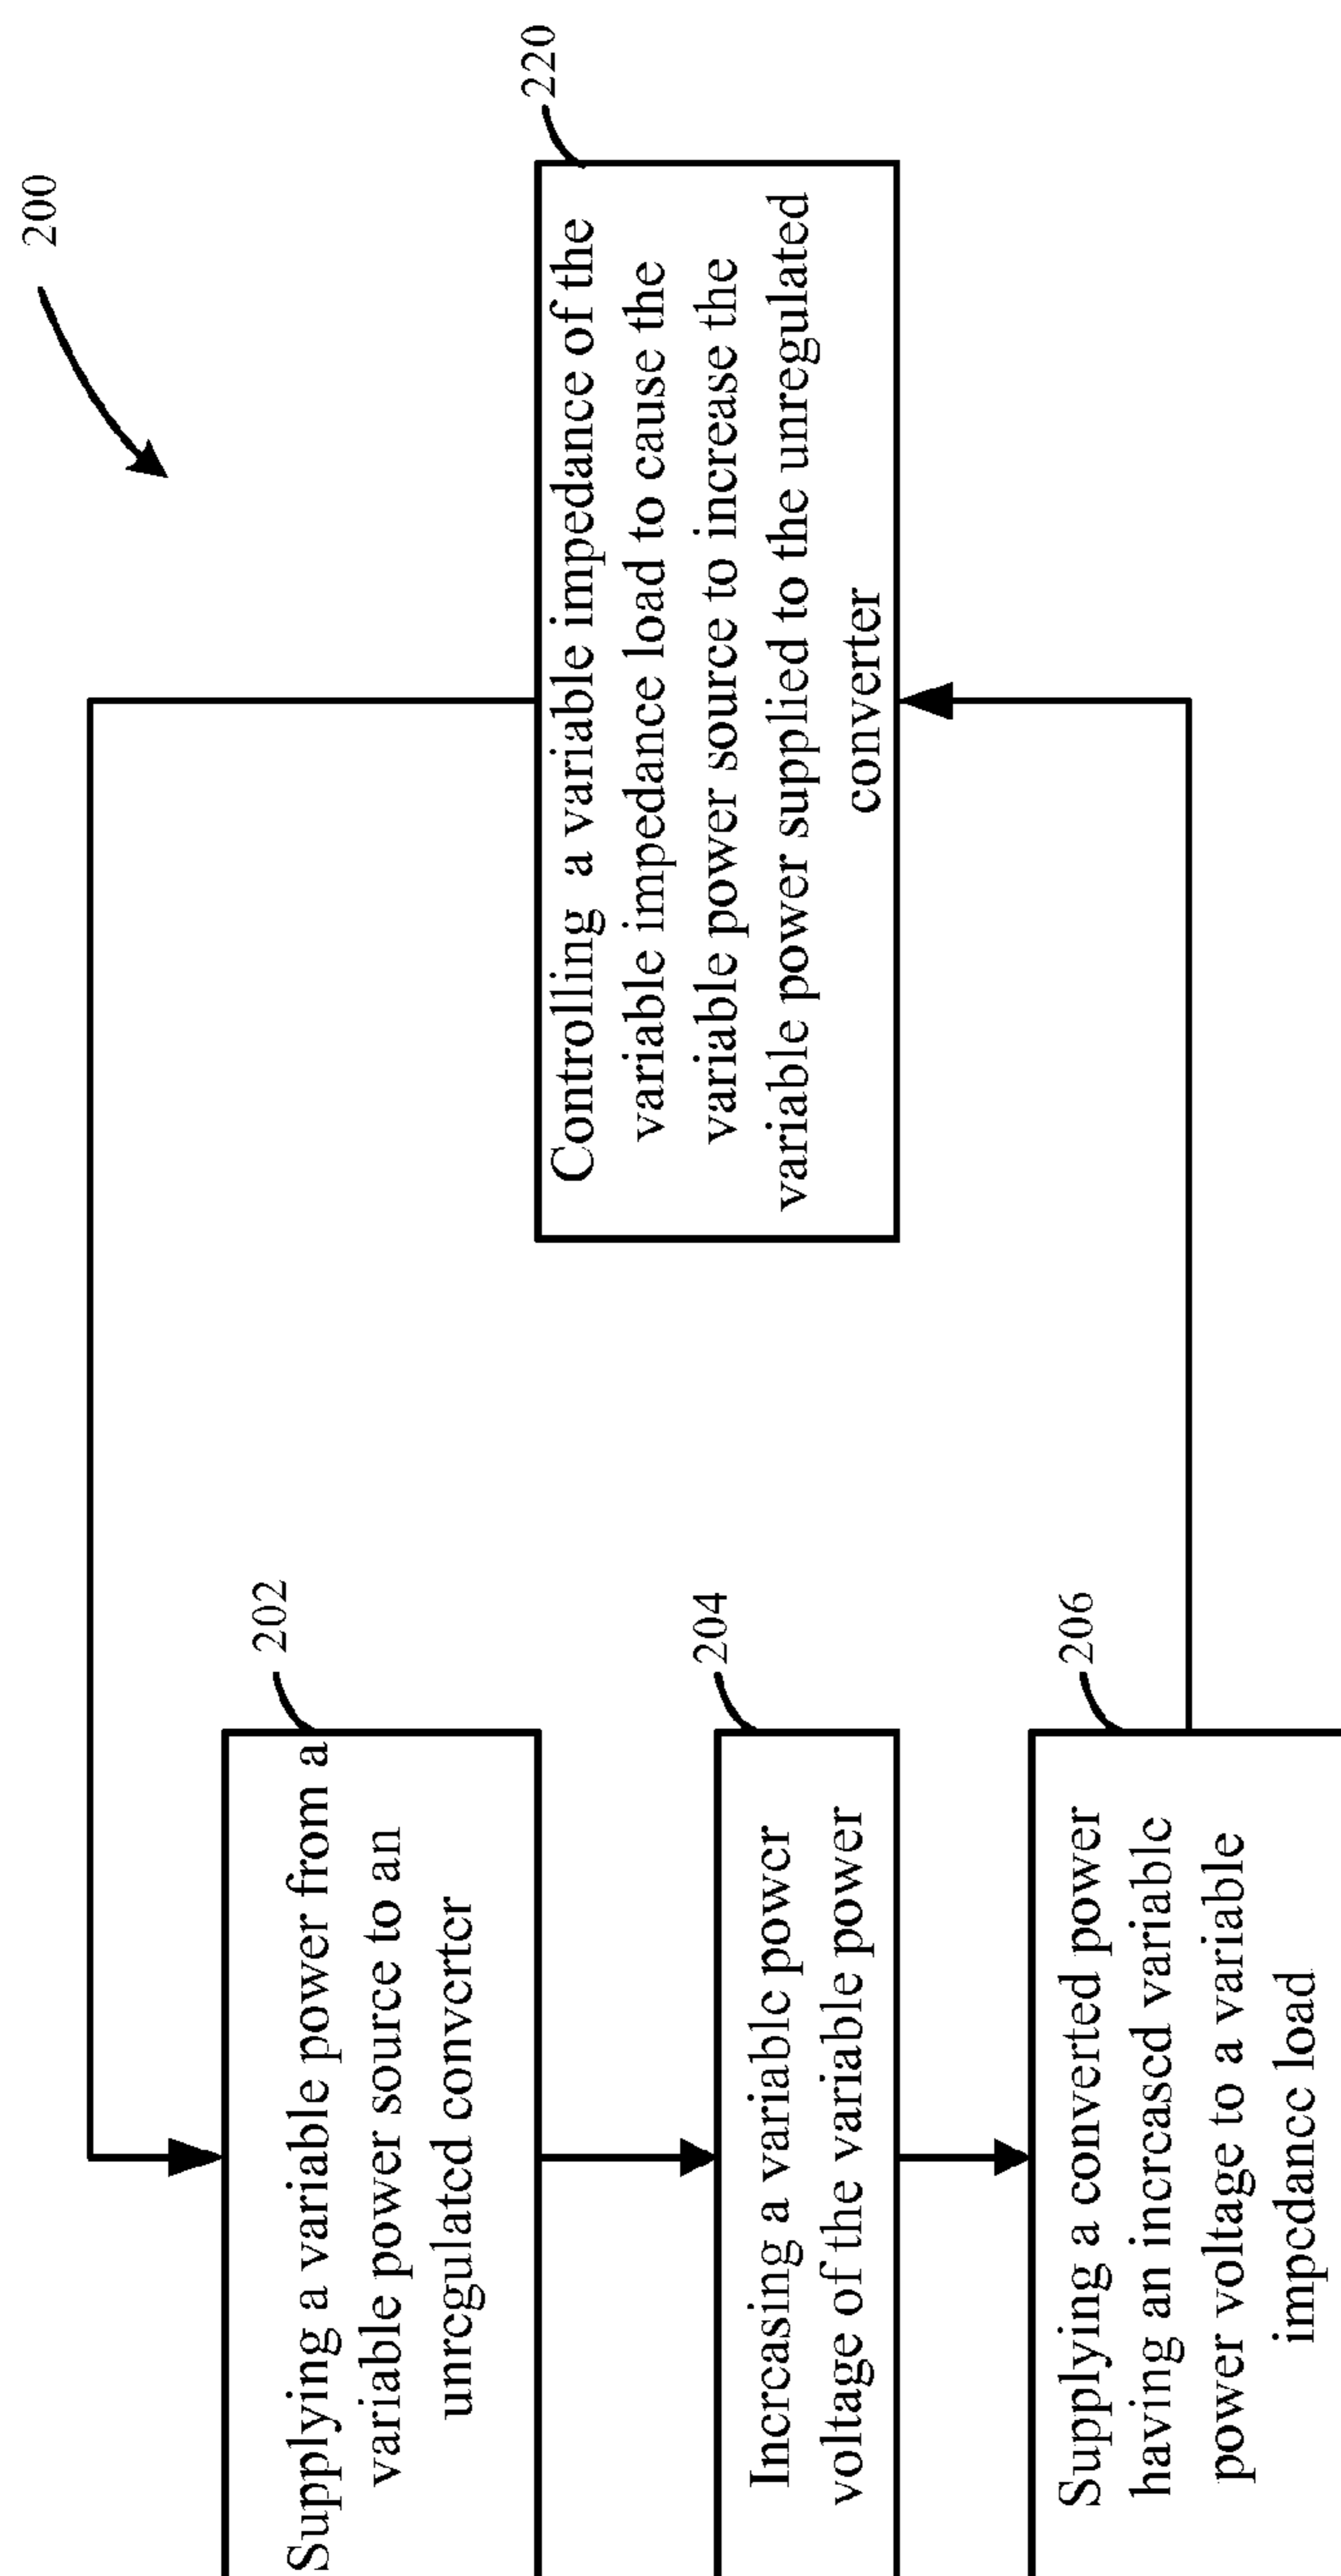 200
202
Supplying a variable power from a
variable power source to an
unregulated converter
204
Increasing a variable power
voltage of the variable power
206
Supplying a converted power
having an increased variable
power voltage to a variable
impedance load
220
Controlling a variable impedance of the
variable impedance load to cause the
variable power source to increase the
variable power supplied to the unregulated
converter